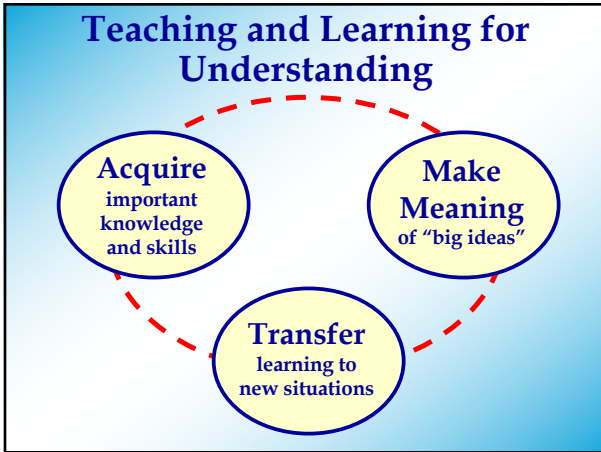 Teaching and Learning for
Understanding
Acquire
important
knowledge
and skills
Make
Meaning
of “big ideas”
Transfer
learning to
new situations